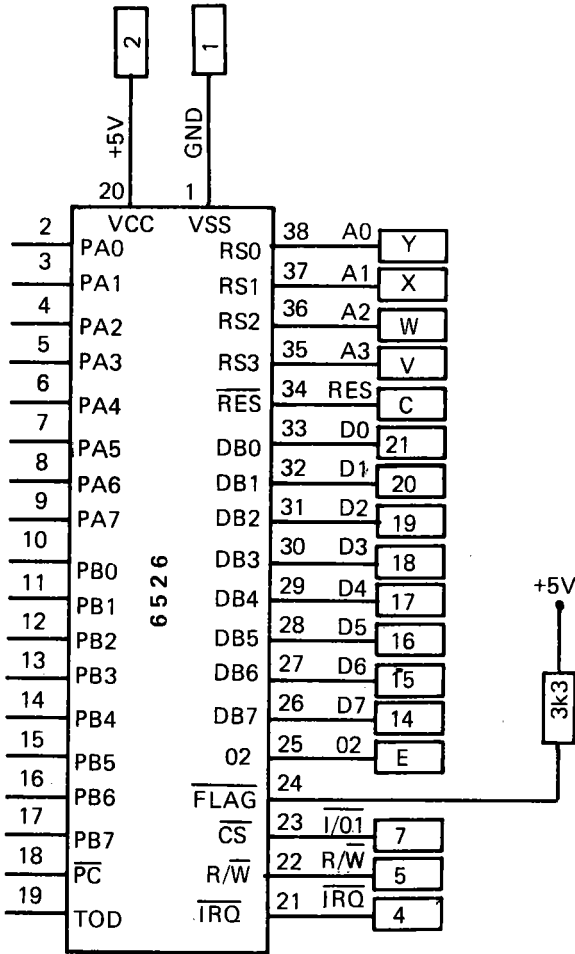 2
1
+5V
GND
20
1
VCC
VSS
2
PA0
3
PA1
4
PA2
5
PA3
6
PA4
7
PA5
8
PA6
9
PA7
10
PB0
11
PB1
12
PB2
13
PB3
14
PB4
15
PB5
16
PB6
17
PB7
18
PC
19
TOD
6526
RS0 38 A0 Y
RS1 37 A1 X
RS2 36 A2 W
RS3 35 A3 V
RES 34 RES C
DB0 33 D0 21
DB1 32 D1 20
DB2 31 D2 19
DB3 30 D3 18
DB4 29 D4 17
DB5 28 D5 16
DB6 27 D6 15
DB7 26 D7 14
02 25 02 E
FLAG 24
CS 23 I/01 7
R/W 22 R/W 5
IRQ 21 IRQ 4
+5V
3k3